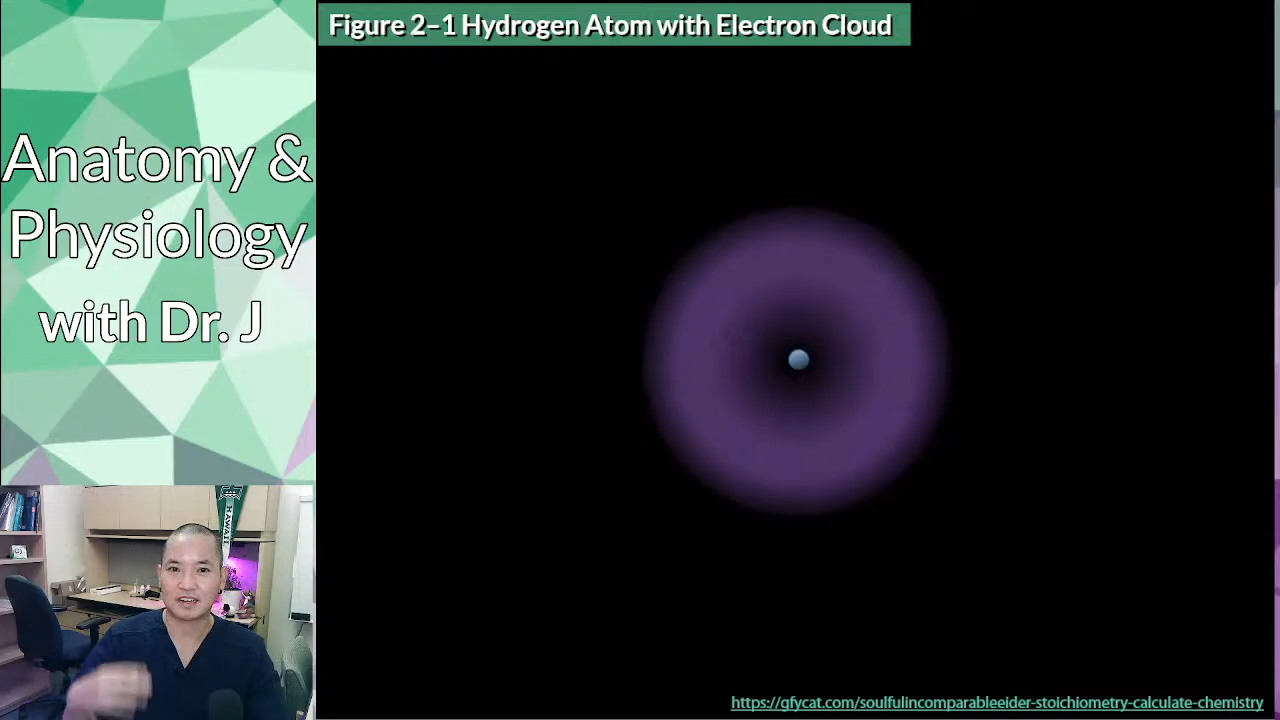 Figure 2–1 Hydrogen Atom with Electron Cloud
Anatomy &
Physiology
with Dr. J
HAWAII
https://gfycat.com/soulfulincomparableeider-stoichiometry-calculate-chemistry